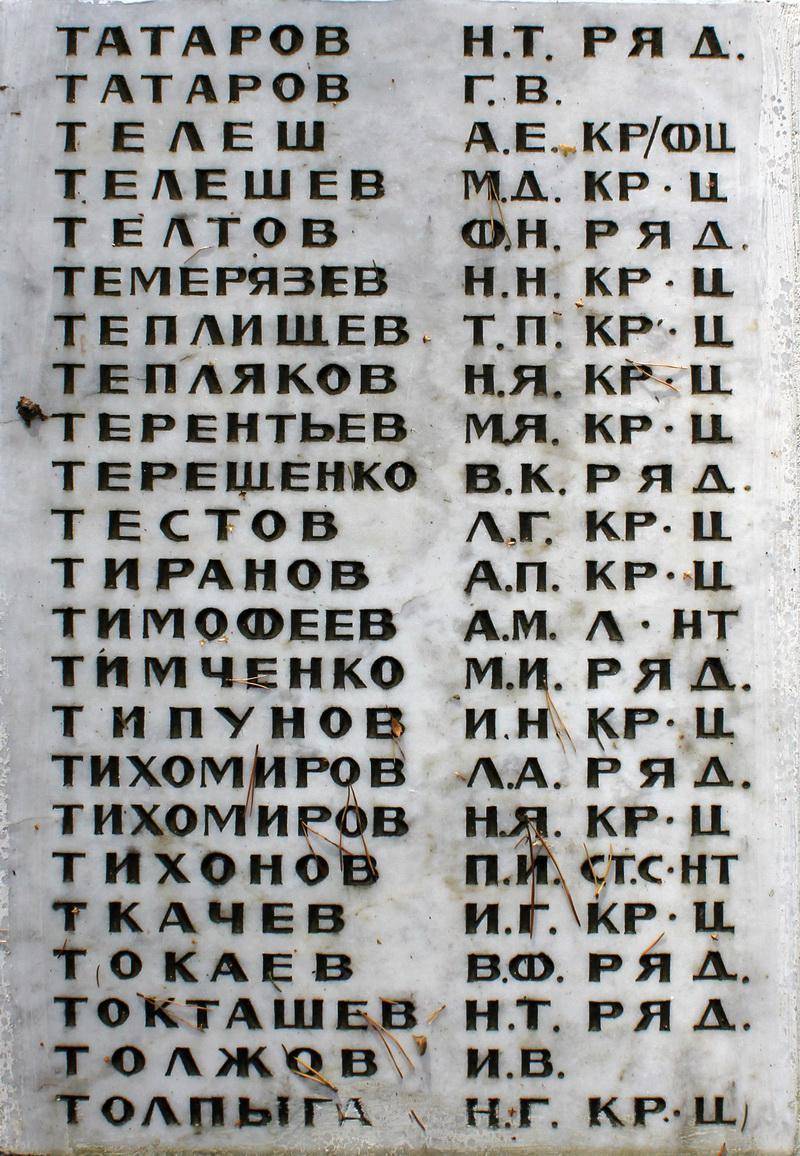 ТАТАРОВ Н.Т. РЯД.
ТАТАРОВ Г.В.
ТЕЛЕШ А.Е. КР/ФЦ
ТЕЛЕШЕВ М.Д. КР·Ц
ТЕЛТОВ Ф.Н. РЯД.
ТЕМЕРЯЗЕВ Н.Н. КР·Ц
ТЕПЛИЩЕВ Т.П. КР·Ц
ТЕПЛЯКОВ Н.Я. КР·Ц
ТЕРЕНТЬЕВ М.Я. КР·Ц
ТЕРЕЩЕНКО В.К. РЯД.
ТЕСТОВ Л.Г. КР·Ц
ТИРАНОВ А.П. КР·Ц
ТИМОФЕЕВ А.М. Л·НТ
ТИМЧЕНКО М.И. РЯД.
ТИПУНОВ И.Н КР·Ц
ТИХОМИРОВ Л.А. РЯД.
ТИХОМИРОВ Н.Я. КР·Ц
ТИХОНОВ П.И. СТ.С·НТ
ТКАЧЕВ И.Г. КР·Ц
ТОКАЕВ В.Ф. РЯД.
ТОКТАШЕВ Н.Т. РЯД.
ТОЛЖОВ И.В.
ТОЛПЫГА Н.Г. КР·Ц